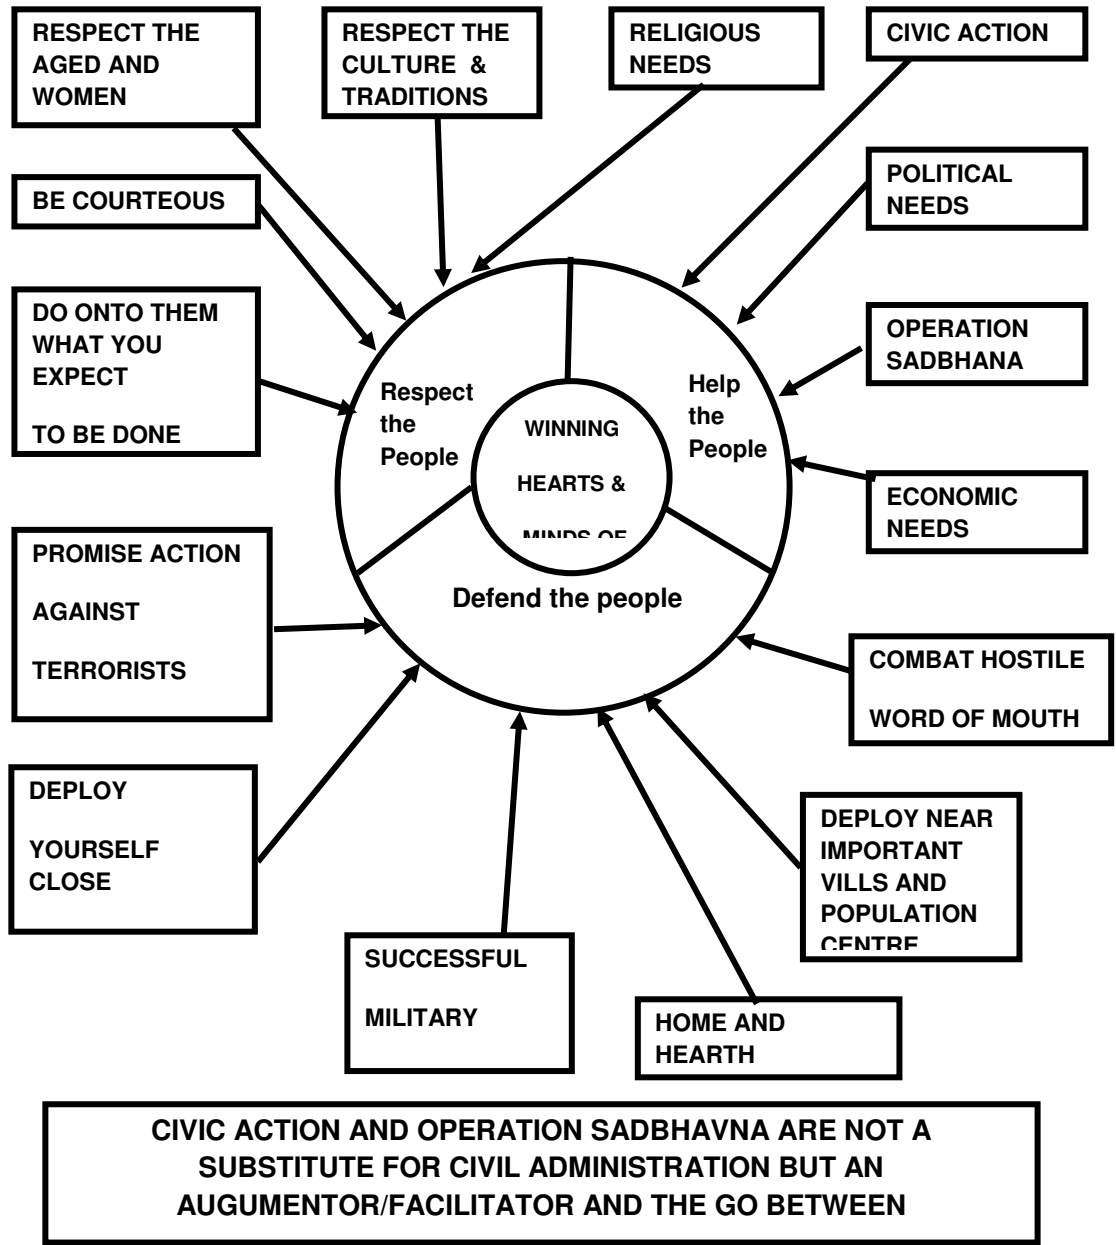 RESPECT THE
AGED AND
WOMEN
RESPECT THE
CULTURE &
TRADITIONS
RELIGIOUS
NEEDS
CIVIC ACTION
BE COURTEOUS
POLITICAL
NEEDS
DO ONTO THEM
WHAT YOU
EXPECT
TO BE DONE
OPERATION
SADBHANA
Respect
the
People
Help
the
People
WINNING
HEARTS &
MINDS OF
Defend the people
ECONOMIC
NEEDS
PROMISE ACTION
AGAINST
TERRORISTS
COMBAT HOSTILE
WORD OF MOUTH
DEPLOY
YOURSELF
CLOSE
DEPLOY NEAR
IMPORTANT
VILLS AND
POPULATION
CENTRE
SUCCESSFUL
MILITARY
HOME AND
HEARTH
CIVIC ACTION AND OPERATION SADBHAVNA ARE NOT A
SUBSTITUTE FOR CIVIL ADMINISTRATION BUT AN
AUGUMENTOR/FACILITATOR AND THE GO BETWEEN